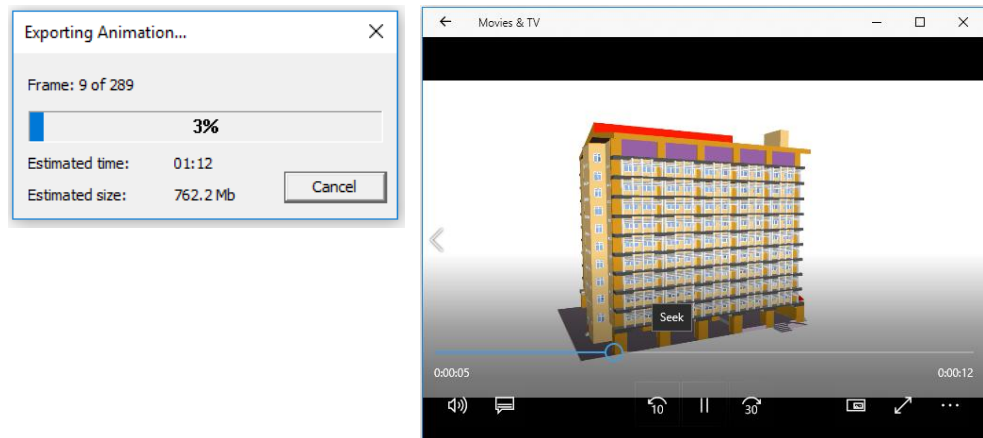 Exporting Animation...
Frame: 9 of 289
3%
Estimated time: 01:12
Estimated size: 762.2 Mb
Cancel
Movies & TV
Seek
0:00:05
0:00:12
10
30